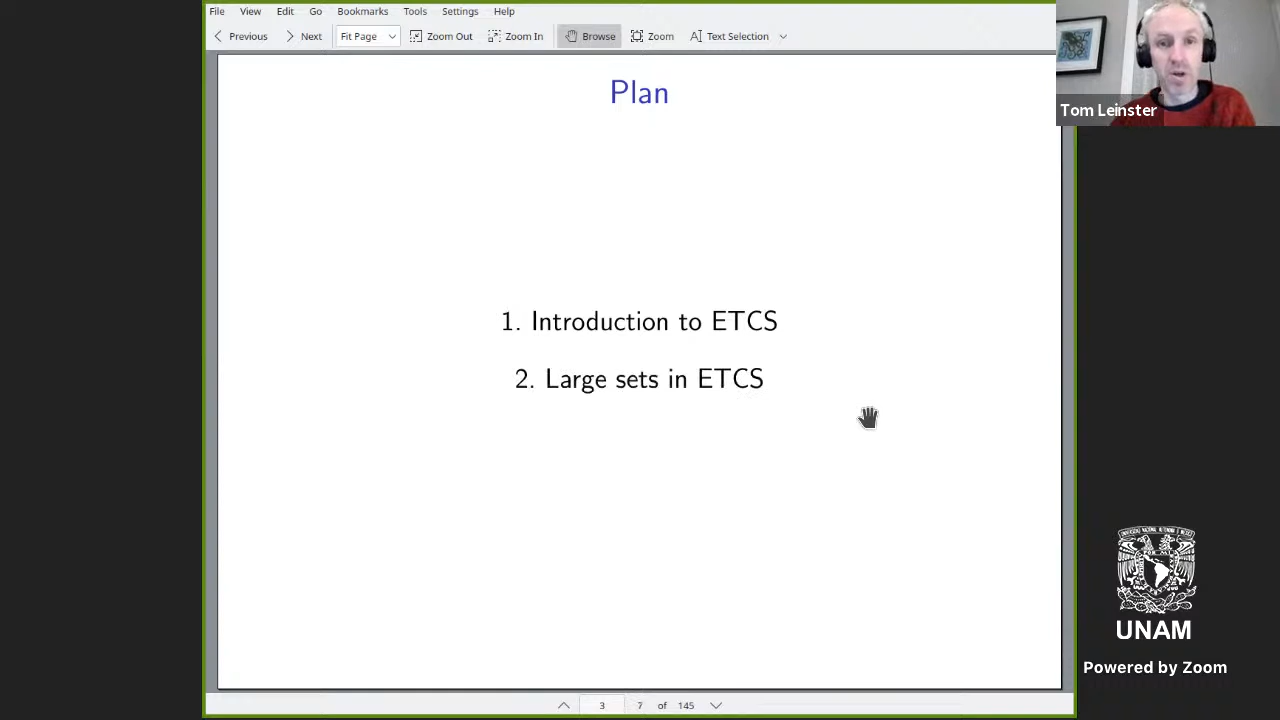 File View Edit Go Bookmarks Tools Settings Help
Previous Next Fit Page Zoom Out Zoom In Browse Zoom Text Selection
Tom Leinster
Plan
1. Introduction to ETCS
2. Large sets in ETCS
UNAM
Powered by Zoom
3 7 of 145